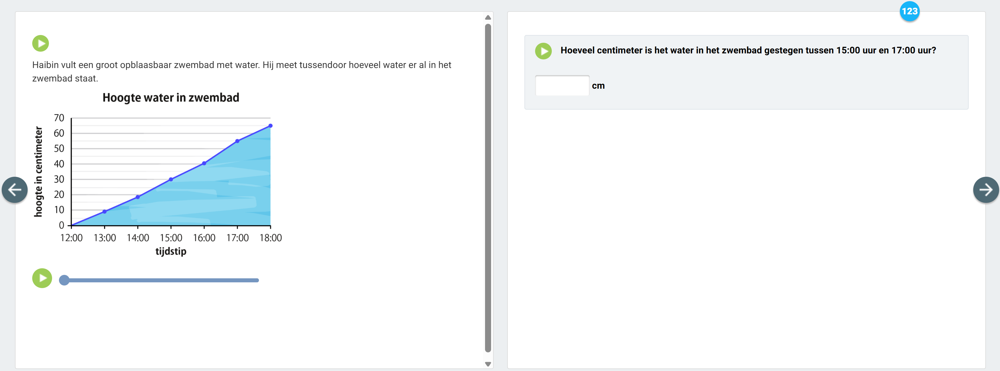 123
Haibin vult een groot opblaasbaar zwembad met water. Hij meet tussendoor hoeveel water er al in het
zwembad staat.
Hoogte water in zwembad
hoogte in centimeter
70
60
50
40
30
20
10
0
12:00 13:00 14:00 15:00 16:00 17:00 18:00
tijdstip
Hoeveel centimeter is het water in het zwembad gestegen tussen 15:00 uur en 17:00 uur?
cm